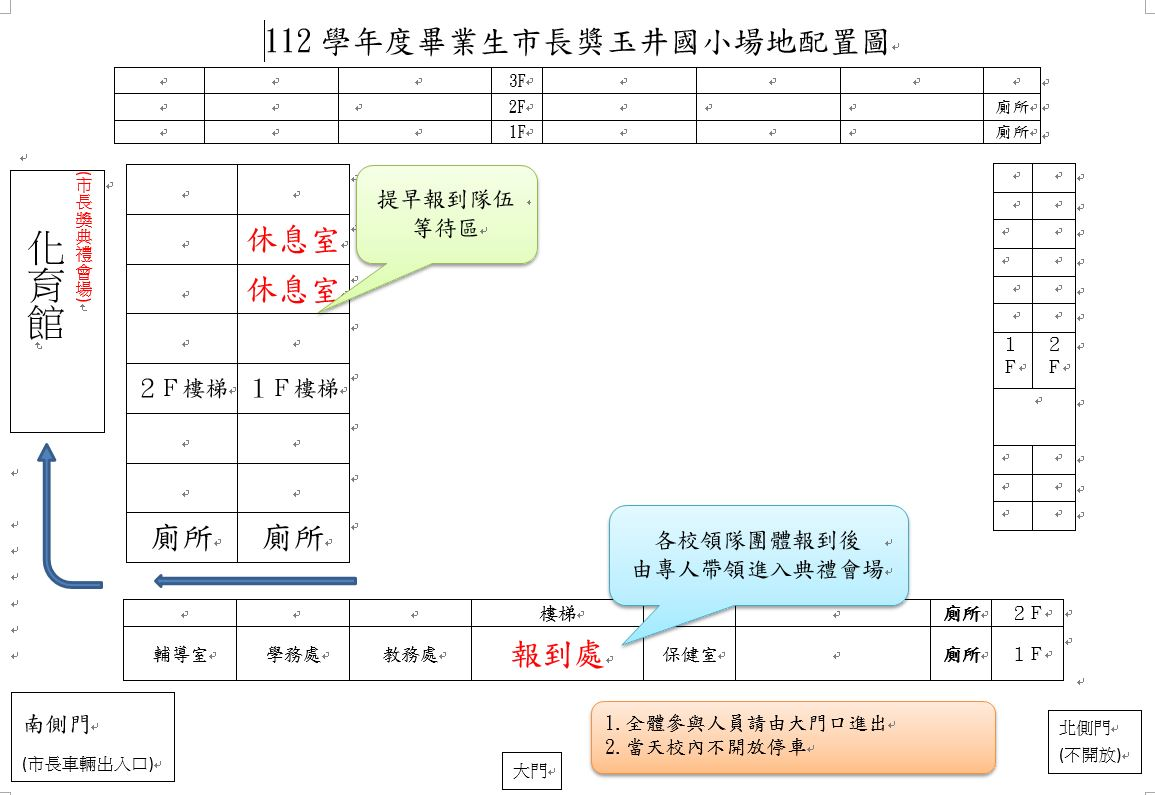 112 學年度畢業生市長獎玉井國小場地配置圖
3F
2F
廁所
1F
廁所
(市長獎典禮會場)
化育館
提早報到隊伍
等待區
休息室
休息室
２Ｆ樓梯
１Ｆ樓梯
廁所
廁所
１Ｆ
２Ｆ
各校領隊團體報到後
由專人帶領進入典禮會場
樓梯
廁所
２Ｆ
輔導室
學務處
教務處
報到處
保健室
廁所
１Ｆ
南側門
(市長車輛出入口)
大門
1.全體參與人員請由大門口進出
2.當天校內不開放停車
北側門
(不開放)